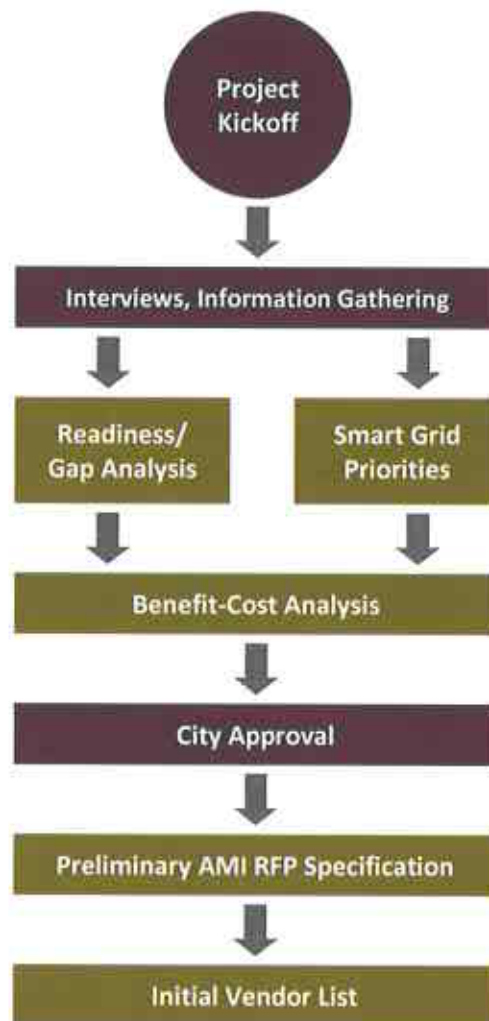 Project
Kickoff
Interviews, Information Gathering
Readiness/
Gap Analysis
Smart Grid
Priorities
Benefit-Cost Analysis
City Approval
Preliminary AMI RFP Specification
Initial Vendor List